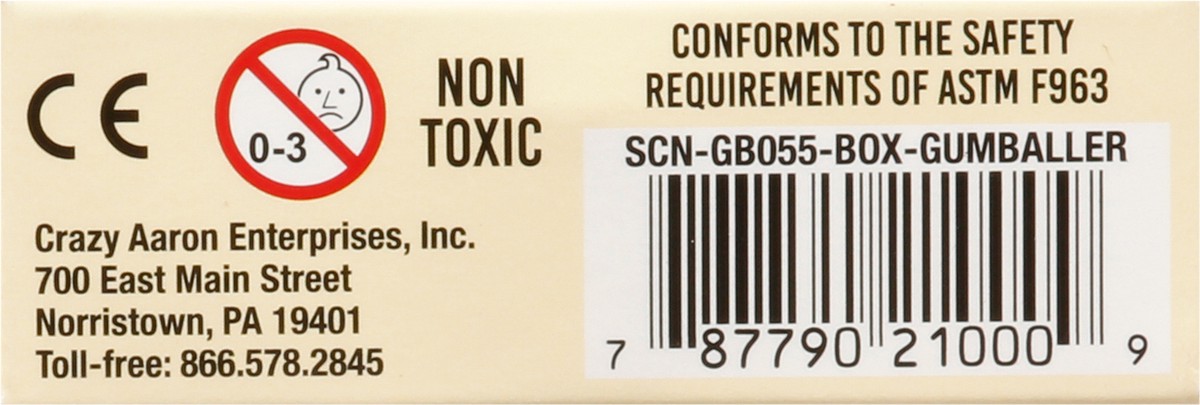 CE
0-3
NON
TOXIC
CONFORMS TO THE SAFETY
REQUIREMENTS OF ASTM F963
Crazy Aaron Enterprises, Inc.
700 East Main Street
Norristown, PA 19401
Toll-free: 866.578.2845
SCN-GB055-BOX-GUMBALLER
7 87790 21000 9